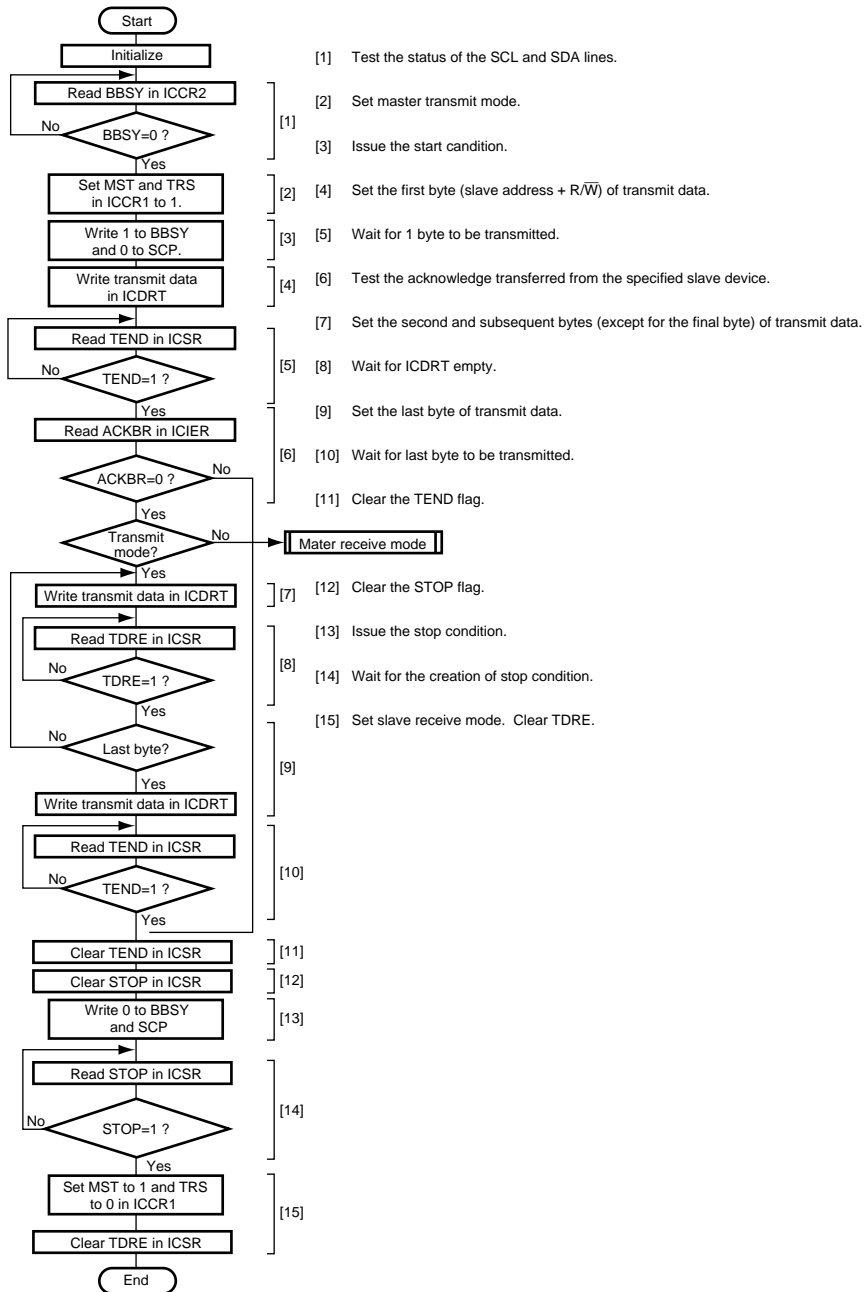 Start
Initialize
Read BBSY in ICCR2
No
BBSY=0 ?
[1]
Yes
Set MST and TRS
in ICCR1 to 1.
[2]
Write 1 to BBSY
and 0 to SCP.
[3]
Write transmit data
in ICDRT
[4]
Read TEND in ICSR
No
TEND=1 ?
[5]
Yes
Read ACKBR in ICIER
[6]
No
ACKBR=0 ?
Yes
Transmit
mode?
No
Mater receive mode
Yes
Write transmit data in ICDRT
[7]
Read TDRE in ICSR
No
TDRE=1 ?
[8]
Yes
No
Last byte?
[9]
Yes
Write transmit data in ICDRT
Read TEND in ICSR
[10]
No
TEND=1 ?
Yes
Clear TEND in ICSR
[11]
Clear STOP in ICSR
[12]
Write 0 to BBSY
and SCP
[13]
Read STOP in ICSR
[14]
No
STOP=1 ?
Yes
Set MST to 1 and TRS
to 0 in ICCR1
[15]
Clear TDRE in ICSR
End
[1] Test the status of the SCL and SDA lines.
[2] Set master transmit mode.
[3] Issue the start candition.
[4] Set the first byte (slave address + R/W̅) of transmit data.
[5] Wait for 1 byte to be transmitted.
[6] Test the acknowledge transferred from the specified slave device.
[7] Set the second and subsequent bytes (except for the final byte) of transmit data.
[8] Wait for ICDRT empty.
[9] Set the last byte of transmit data.
[10] Wait for last byte to be transmitted.
[11] Clear the TEND flag.
[12] Clear the STOP flag.
[13] Issue the stop condition.
[14] Wait for the creation of stop condition.
[15] Set slave receive mode. Clear TDRE.